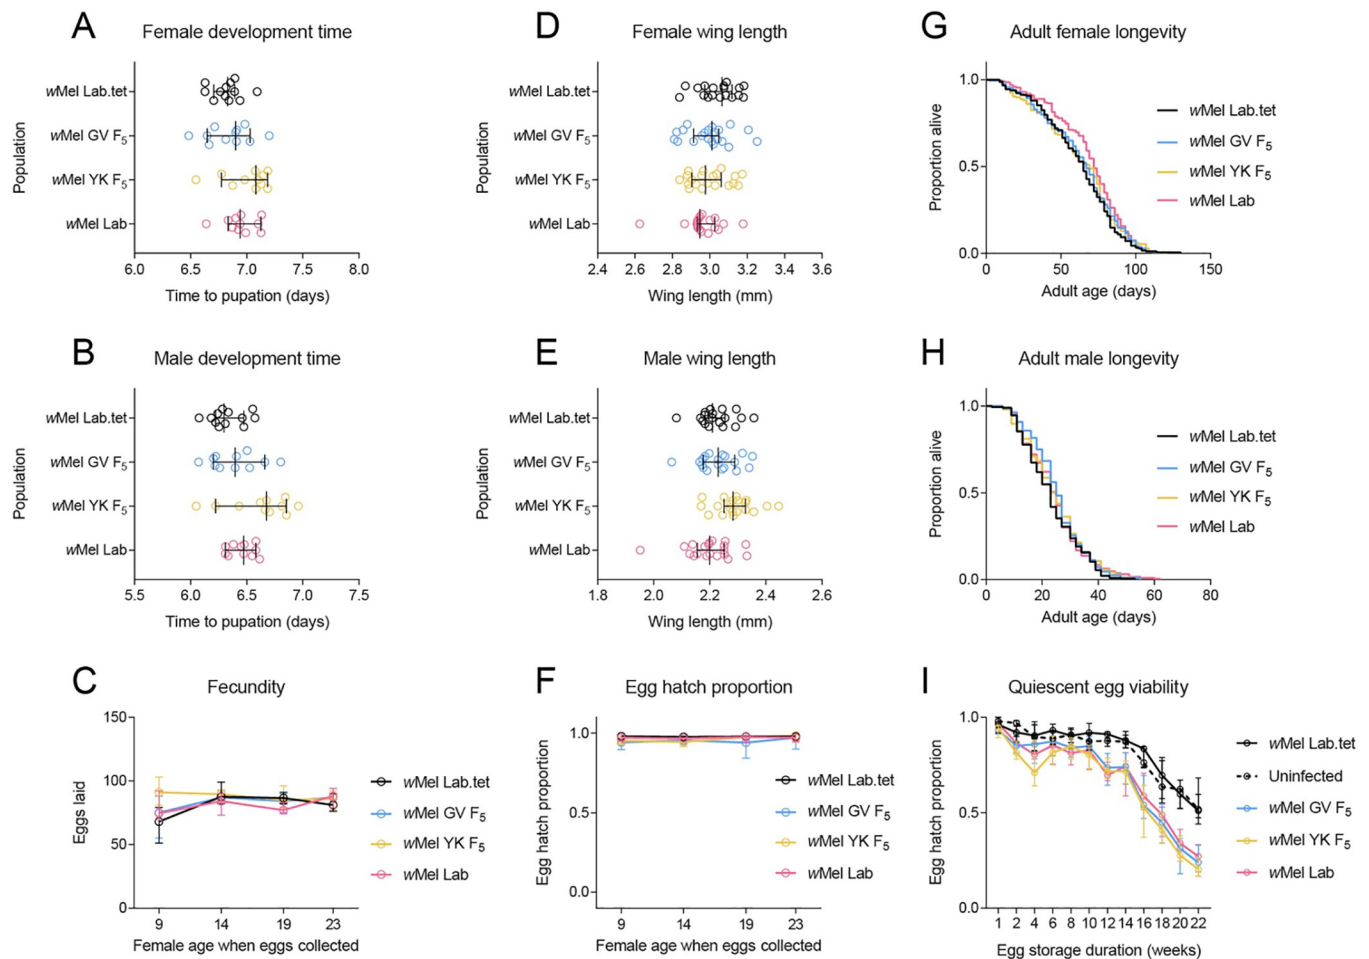 A
Female development time
Population
wMel Lab.tet
wMel GV F5
wMel YK F5
wMel Lab
6.0 6.5 7.0 7.5 8.0
Time to pupation (days)
D
Female wing length
Population
wMel Lab.tet
wMel GV F5
wMel YK F5
wMel Lab
2.4 2.6 2.8 3.0 3.2 3.4 3.6
Wing length (mm)
G
Adult female longevity
Proportion alive
1.0
0.5
0.0
0 50 100 150
Adult age (days)
wMel Lab.tet
wMel GV F5
wMel YK F5
wMel Lab
B
Male development time
Population
wMel Lab.tet
wMel GV F5
wMel YK F5
wMel Lab
5.5 6.0 6.5 7.0 7.5
Time to pupation (days)
E
Male wing length
Population
wMel Lab.tet
wMel GV F5
wMel YK F5
wMel Lab
1.8 2.0 2.2 2.4 2.6
Wing length (mm)
H
Adult male longevity
Proportion alive
1.0
0.5
0.0
0 20 40 60 80
Adult age (days)
wMel Lab.tet
wMel GV F5
wMel YK F5
wMel Lab
C
Fecundity
Eggs laid
150
100
50
0
9 14 19 23
Female age when eggs collected
wMel Lab.tet
wMel GV F5
wMel YK F5
wMel Lab
F
Egg hatch proportion
Egg hatch proportion
1.0
0.5
0.0
9 14 19 23
Female age when eggs collected
wMel Lab.tet
wMel GV F5
wMel YK F5
wMel Lab
I
Quiescent egg viability
Egg hatch proportion
1.0
0.5
0.0
1 2 4 6 8 10 12 14 16 18 20 22
Egg storage duration (weeks)
wMel Lab.tet
Uninfected
wMel GV F5
wMel YK F5
wMel Lab